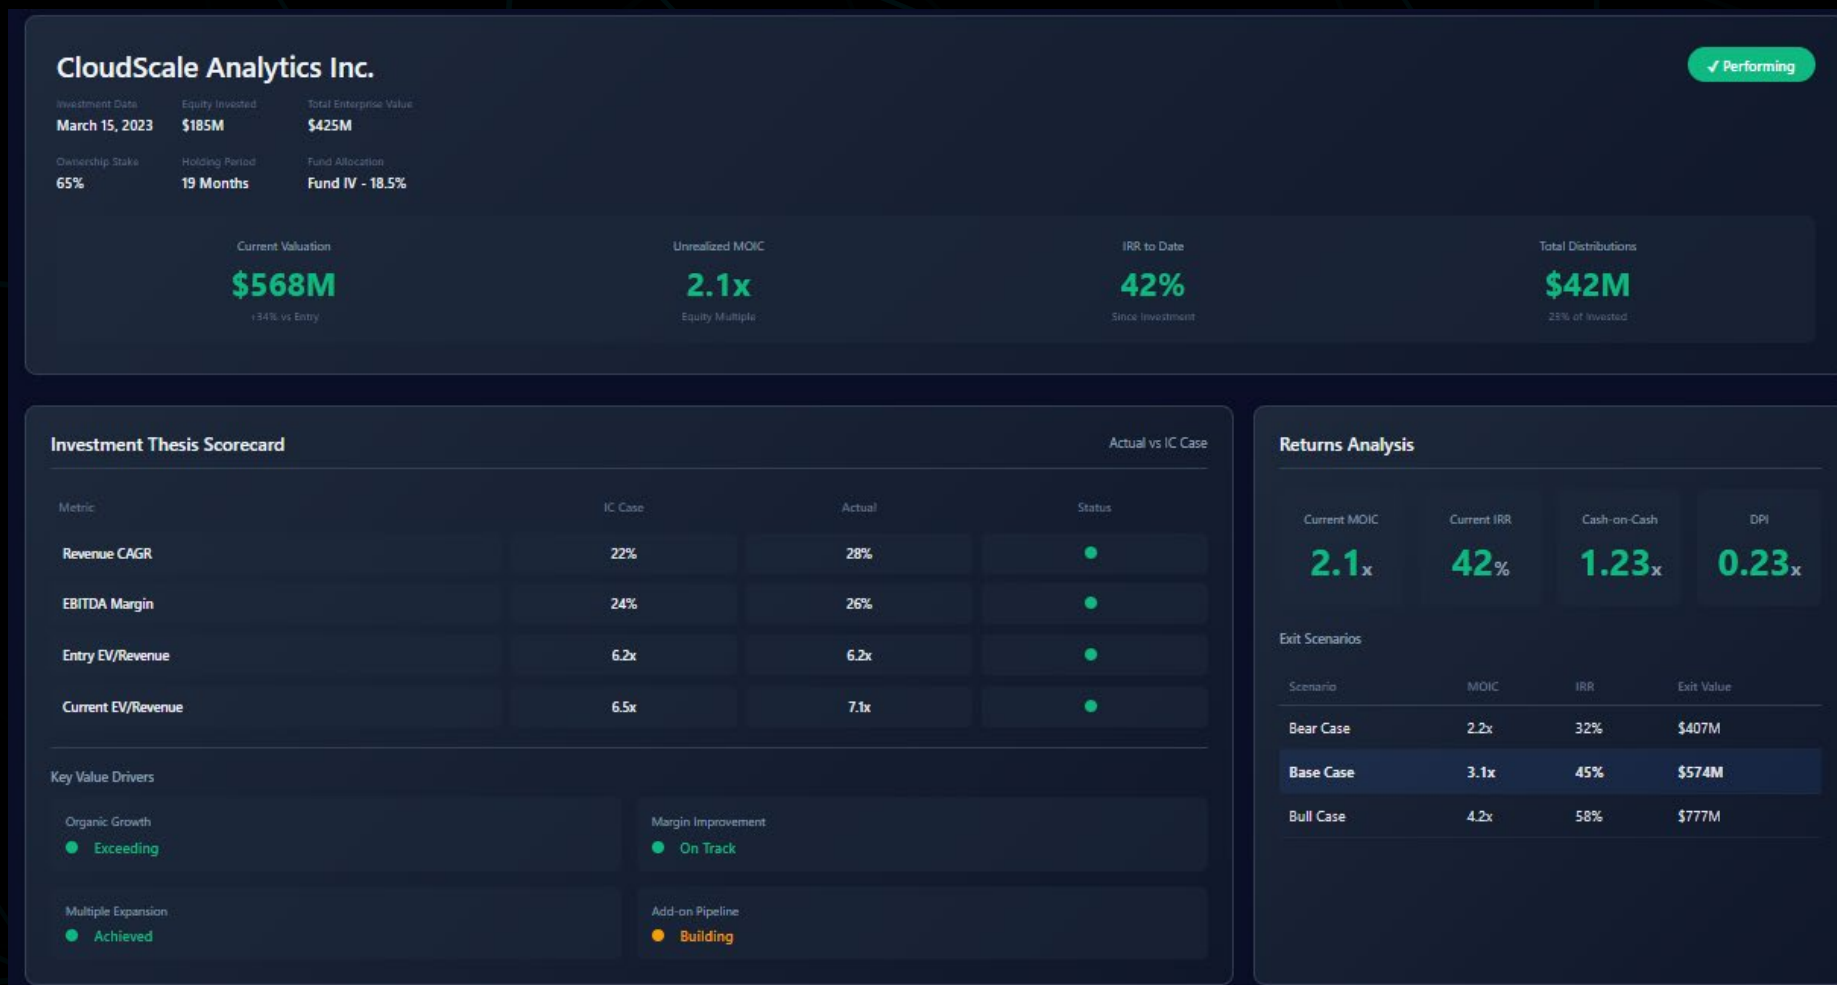 CloudScale Analytics Inc.
✓ Performing
Investment Date Equity Invested Total Enterprise Value
March 15, 2023 $185M $425M
Ownership Stake Holding Period Fund Allocation
65% 19 Months Fund IV - 18.5%
Current Valuation Unrealized MOIC IRR to Date Total Distributions
$568M 2.1x 42% $42M
+34% vs Entry Equity Multiple Since Investment 23% of Invested
Investment Thesis Scorecard Actual vs IC Case
Metric IC Case Actual Status
Revenue CAGR 22% 28%
EBITDA Margin 24% 26%
Entry EV/Revenue 6.2x 6.2x
Current EV/Revenue 6.5x 7.1x
Key Value Drivers
Organic Growth Margin Improvement
Exceeding On Track
Multiple Expansion Add-on Pipeline
Achieved Building
Returns Analysis
Current MOIC Current IRR Cash-on-Cash DPI
2.1x 42% 1.23x 0.23x
Exit Scenarios
Scenario MOIC IRR Exit Value
Bear Case 2.2x 32% $407M
Base Case 3.1x 45% $574M
Bull Case 4.2x 58% $777M